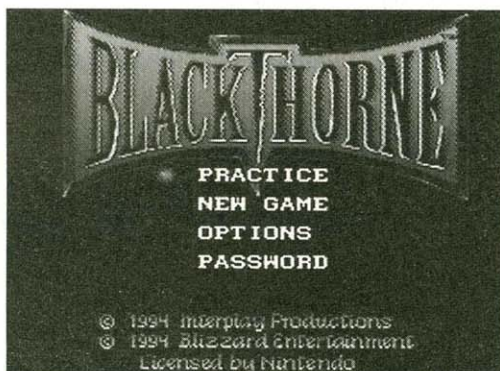 BLACKTHORNE
PRACTICE
NEW GAME
OPTIONS
PASSWORD
© 1994 Interplay Productions
© 1994 Blizzard Entertainment
Licensed by Nintendo